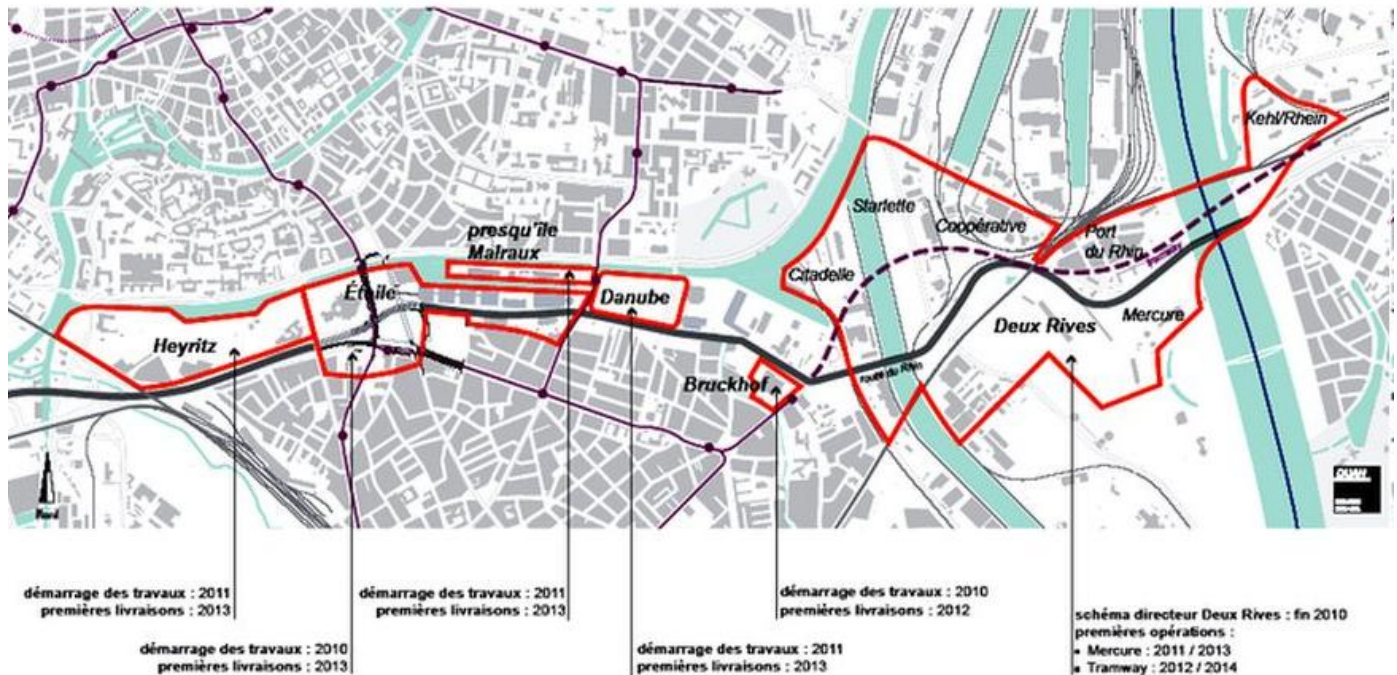 Kehl/Rhein
Starlette
Coopérative
presqu'île
Malraux
Port
du Rhin
Citadelle
Étoile
Danube
Mercure
Deux Rives
Heyritz
route du Rhin
Bruckhof
Nord
démarrage des travaux : 2011
premières livraisons : 2013
démarrage des travaux : 2011
premières livraisons : 2013
démarrage des travaux : 2010
premières livraisons : 2012
schéma directeur Deux Rives : fin 2010
premières opérations :
• Mercure : 2011 / 2013
• Tramway : 2012 / 2014
démarrage des travaux : 2010
premières livraisons : 2013
démarrage des travaux : 2011
premières livraisons : 2013